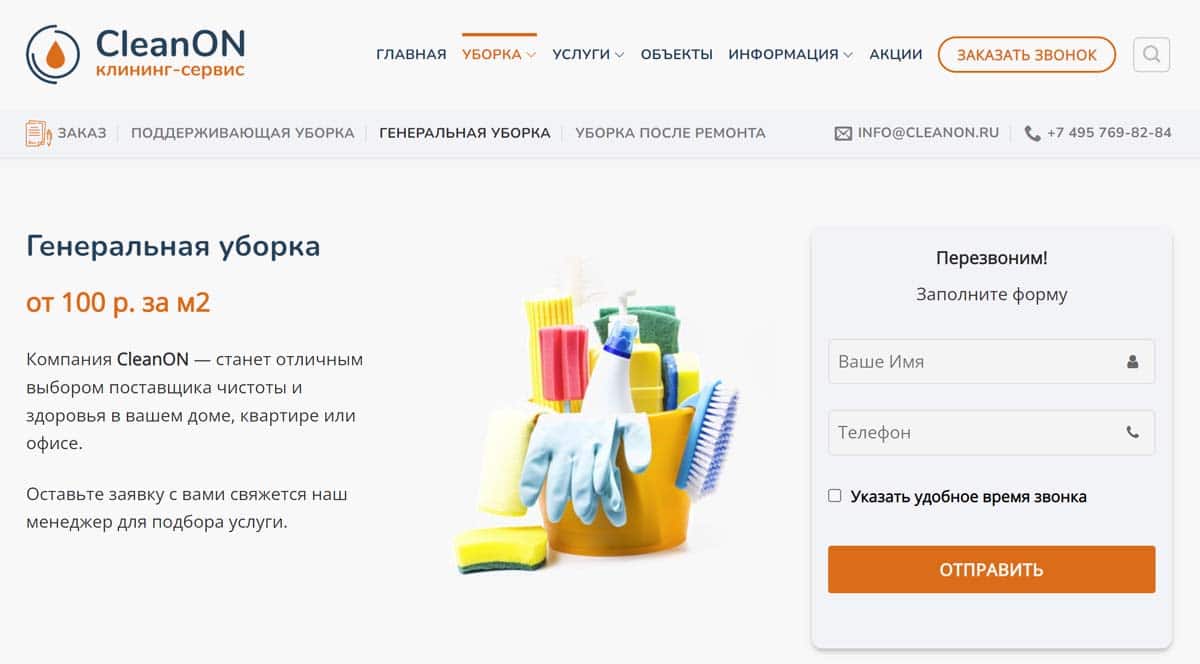 CleanON
клининг-сервис
ГЛАВНАЯ УБОРКА УСЛУГИ ОБЪЕКТЫ ИНФОРМАЦИЯ АКЦИИ ЗАКАЗАТЬ ЗВОНОК
ЗАКАЗ ПОДДЕРЖИВАЮЩАЯ УБОРКА ГЕНЕРАЛЬНАЯ УБОРКА УБОРКА ПОСЛЕ РЕМОНТА INFO@CLEANON.RU +7 495 769-82-84
Генеральная уборка
от 100 р. за м2
Компания CleanON — станет отличным
выбором поставщика чистоты и
здоровья в вашем доме, квартире или
офисе.
Оставьте заявку с вами свяжется наш
менеджер для подбора услуги.
Перезвоним!
Заполните форму
Ваше Имя
Телефон
Указать удобное время звонка
ОТПРАВИТЬ